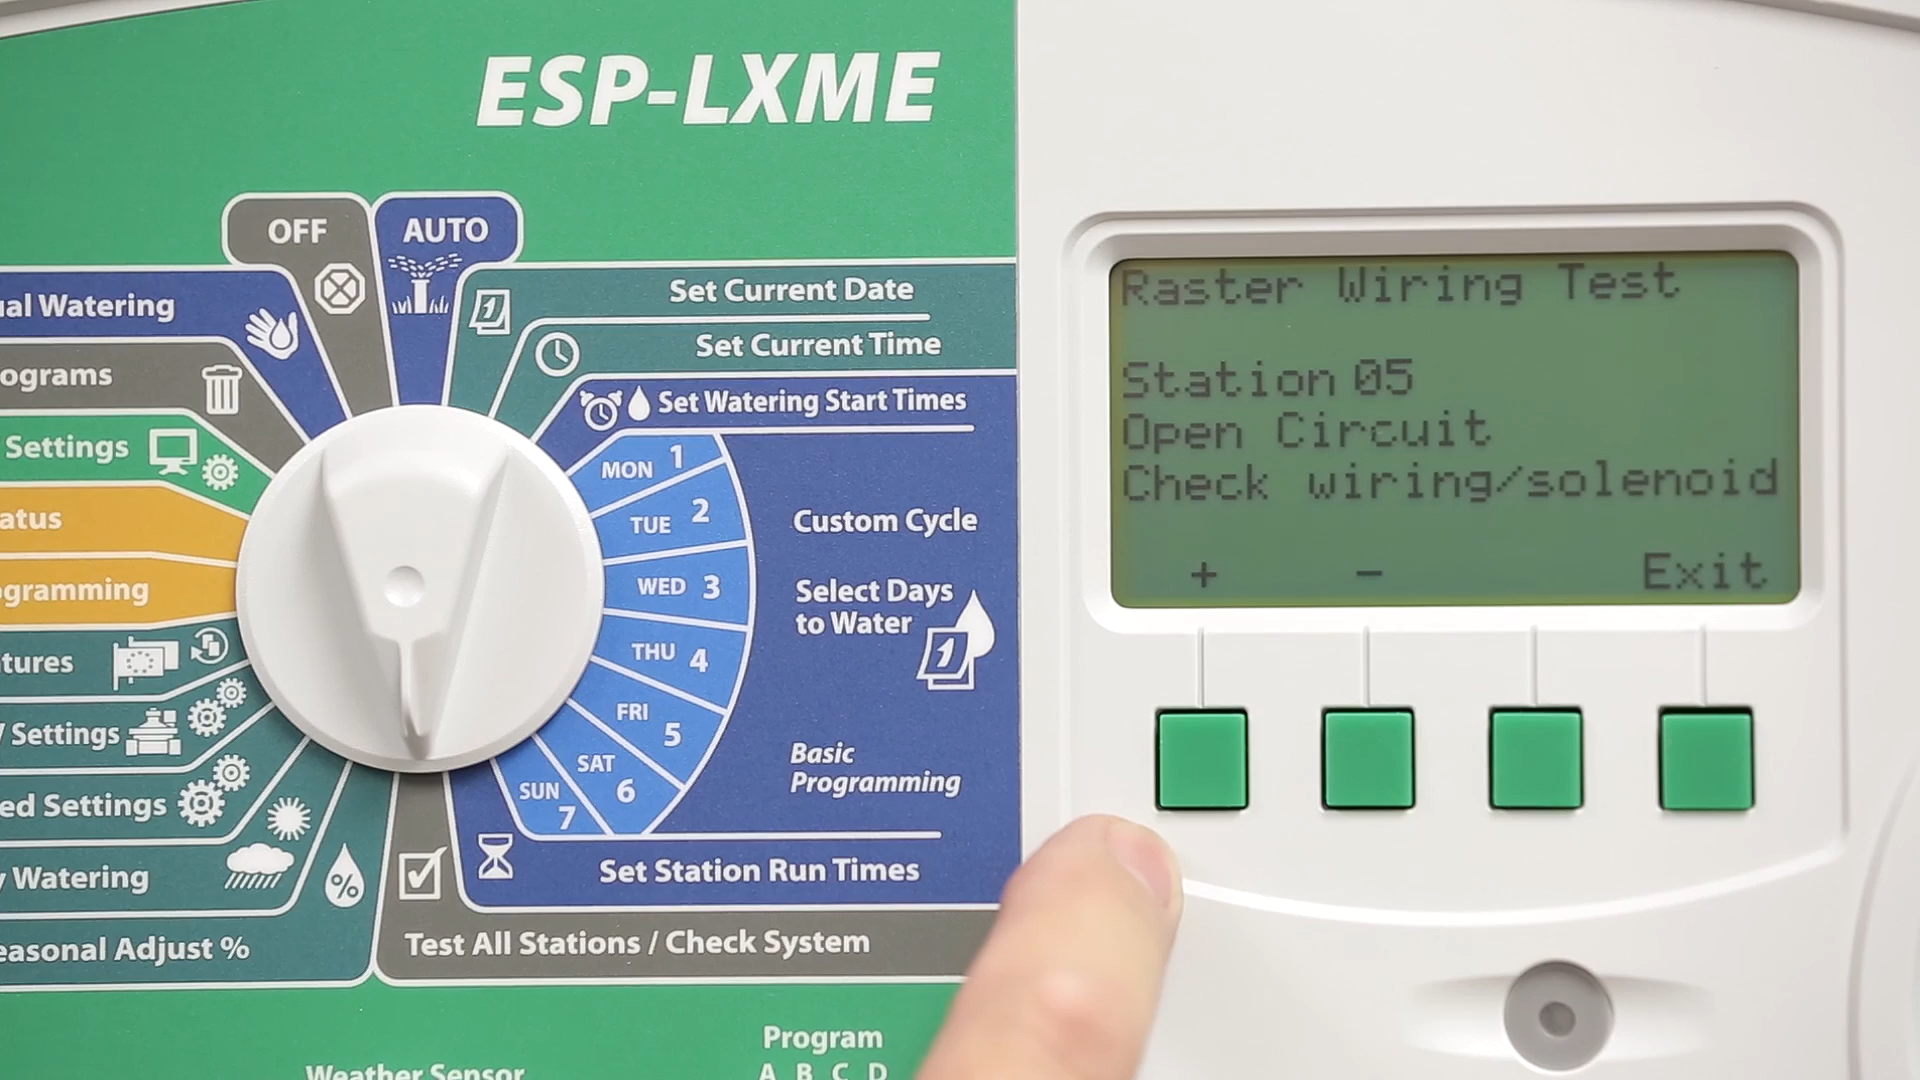 ESP-LXME
OFF
AUTO
ual Watering
ograms
Settings
atus
gramming
tures
/ Settings
ed Settings
y Watering
easonal Adjust %
Set Current Date
Set Current Time
Set Watering Start Times
MON 1
TUE 2
WED 3
THU 4
FRI 5
SAT 6
SUN 7
Custom Cycle
Select Days
to Water
1
1
%
Basic
Programming
Set Station Run Times
Test All Stations / Check System
Weather Sensor
Program
A B C D
Raster Wiring Test
Station 05
Open Circuit
Check wiring/solenoid
+ - Exit